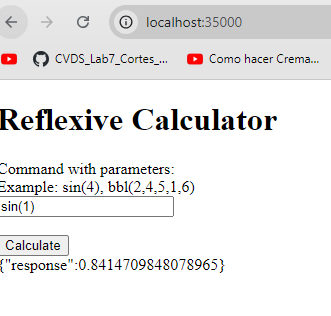 localhost:35000
CVDS_Lab7_Cortes_...
Como hacer Crema...
Reflexive Calculator
Command with parameters:
Example: sin(4), bbl(2,4,5,1,6)
sin(1)
Calculate
{"response":0.8414709848078965}